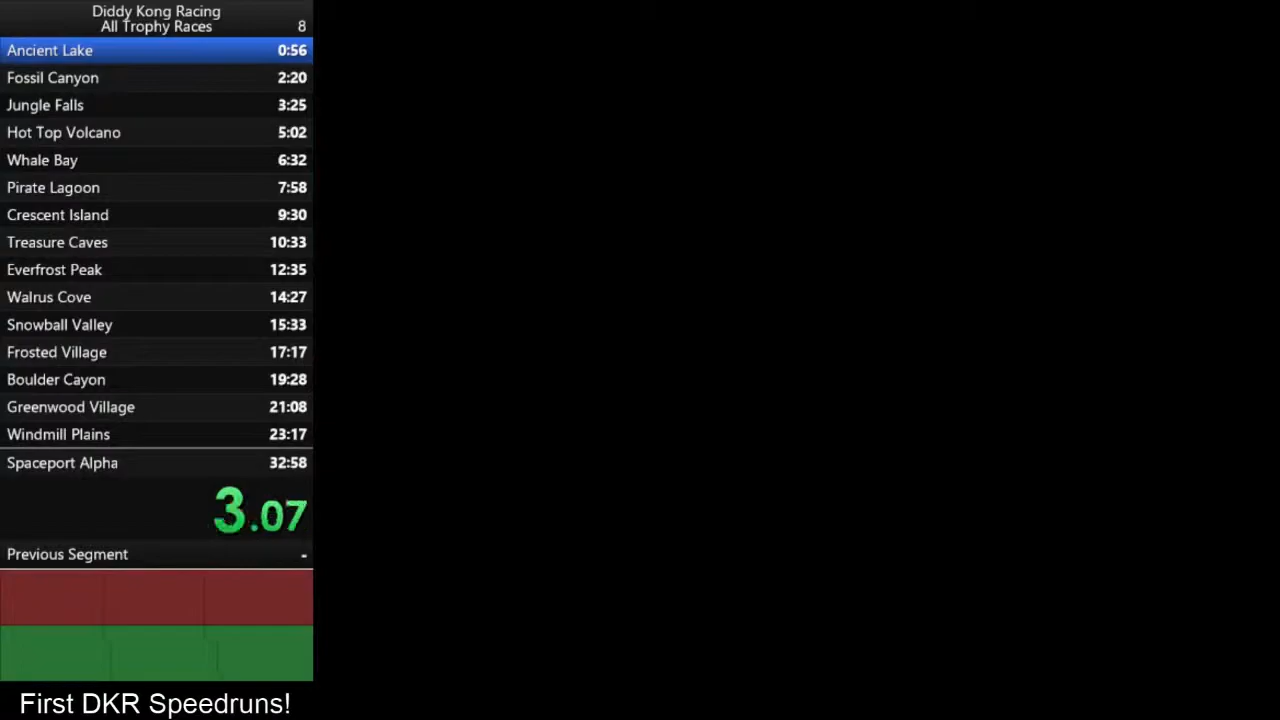 Diddy Kong Racing
All Trophy Races 8
Ancient Lake 0:56
Fossil Canyon 2:20
Jungle Falls 3:25
Hot Top Volcano 5:02
Whale Bay 6:32
Pirate Lagoon 7:58
Crescent Island 9:30
Treasure Caves 10:33
Everfrost Peak 12:35
Walrus Cove 14:27
Snowball Valley 15:33
Frosted Village 17:17
Boulder Cayon 19:28
Greenwood Village 21:08
Windmill Plains 23:17
Spaceport Alpha 32:58
3.07
Previous Segment -
First DKR Speedruns!